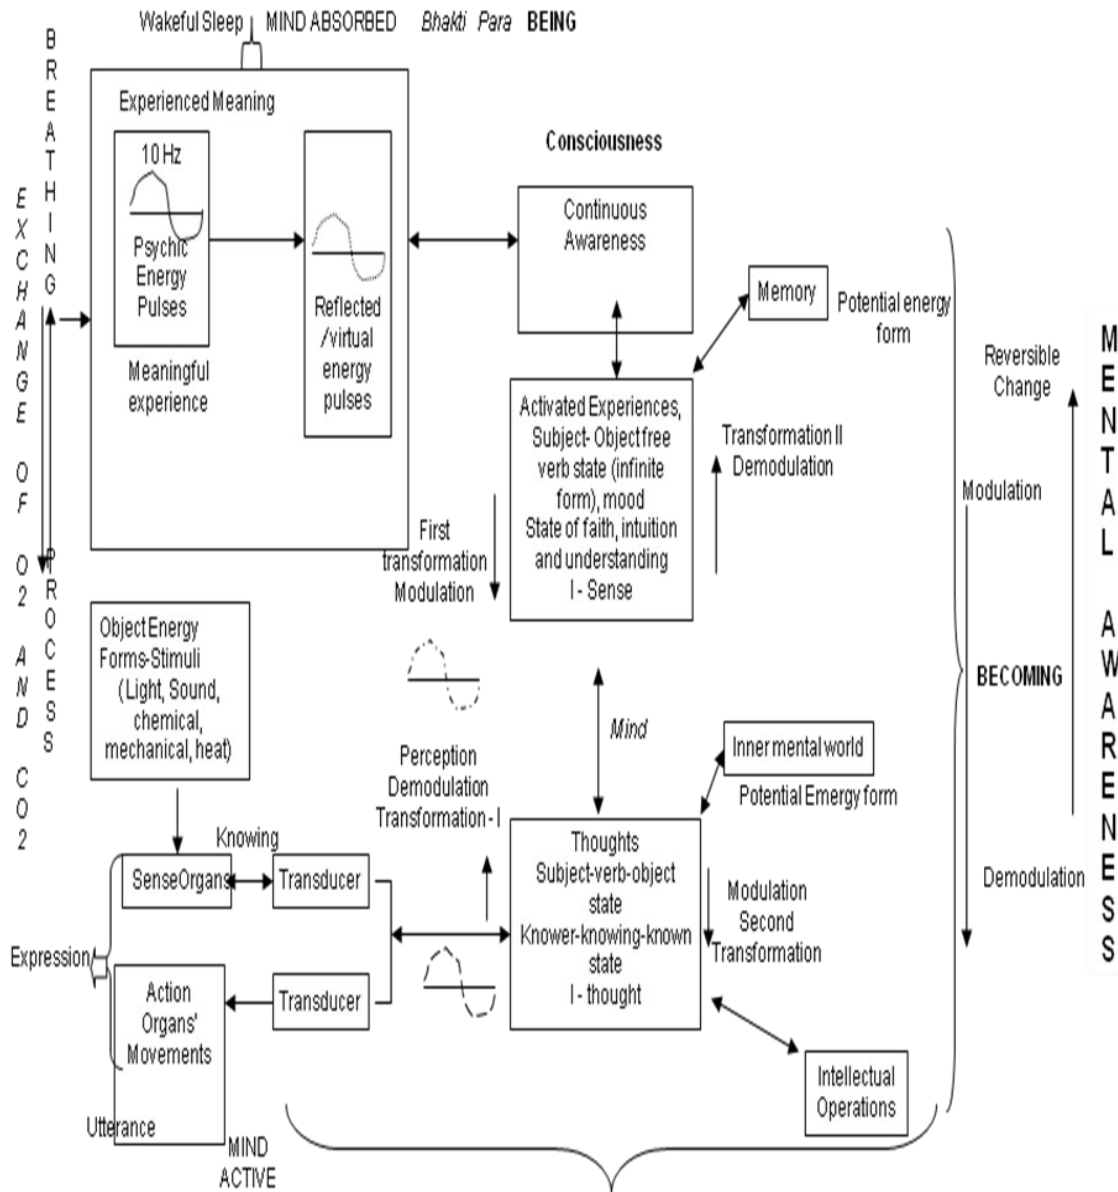 Wakeful Sleep MIND ABSORBED Bhakti Para BEING
BREATHING PROCESS
EXCHANGE OF O2 AND CO2
Experienced Meaning
10 Hz
Psychic
Energy
Pulses
Meaningful
experience
Reflected
/virtual
energy
pulses
Consciousness
Continuous
Awareness
Memory
Potential energy
form
Activated Experiences,
Subject- Object free
verb state (infinite
form), mood
State of faith, intuition
and understanding
I - Sense
First
transformation
Modulation
Transformation II
Demodulation
Reversible
Change
Modulation
BECOMING
Demodulation
MENTAL AWARENESS
Object Energy
Forms-Stimuli
(Light, Sound,
chemical,
mechanical, heat)
Mind
Inner mental world
Potential Emergy form
Perception
Demodulation
Transformation - I
Knowing
SenseOrgans
Transducer
Expression
Action
Organs'
Movements
Transducer
Utterance
MIND
ACTIVE
Thoughts
Subject-verb-object
state
Knower-knowing-known
state
I - thought
Modulation
Second
Transformation
Intellectual
Operations